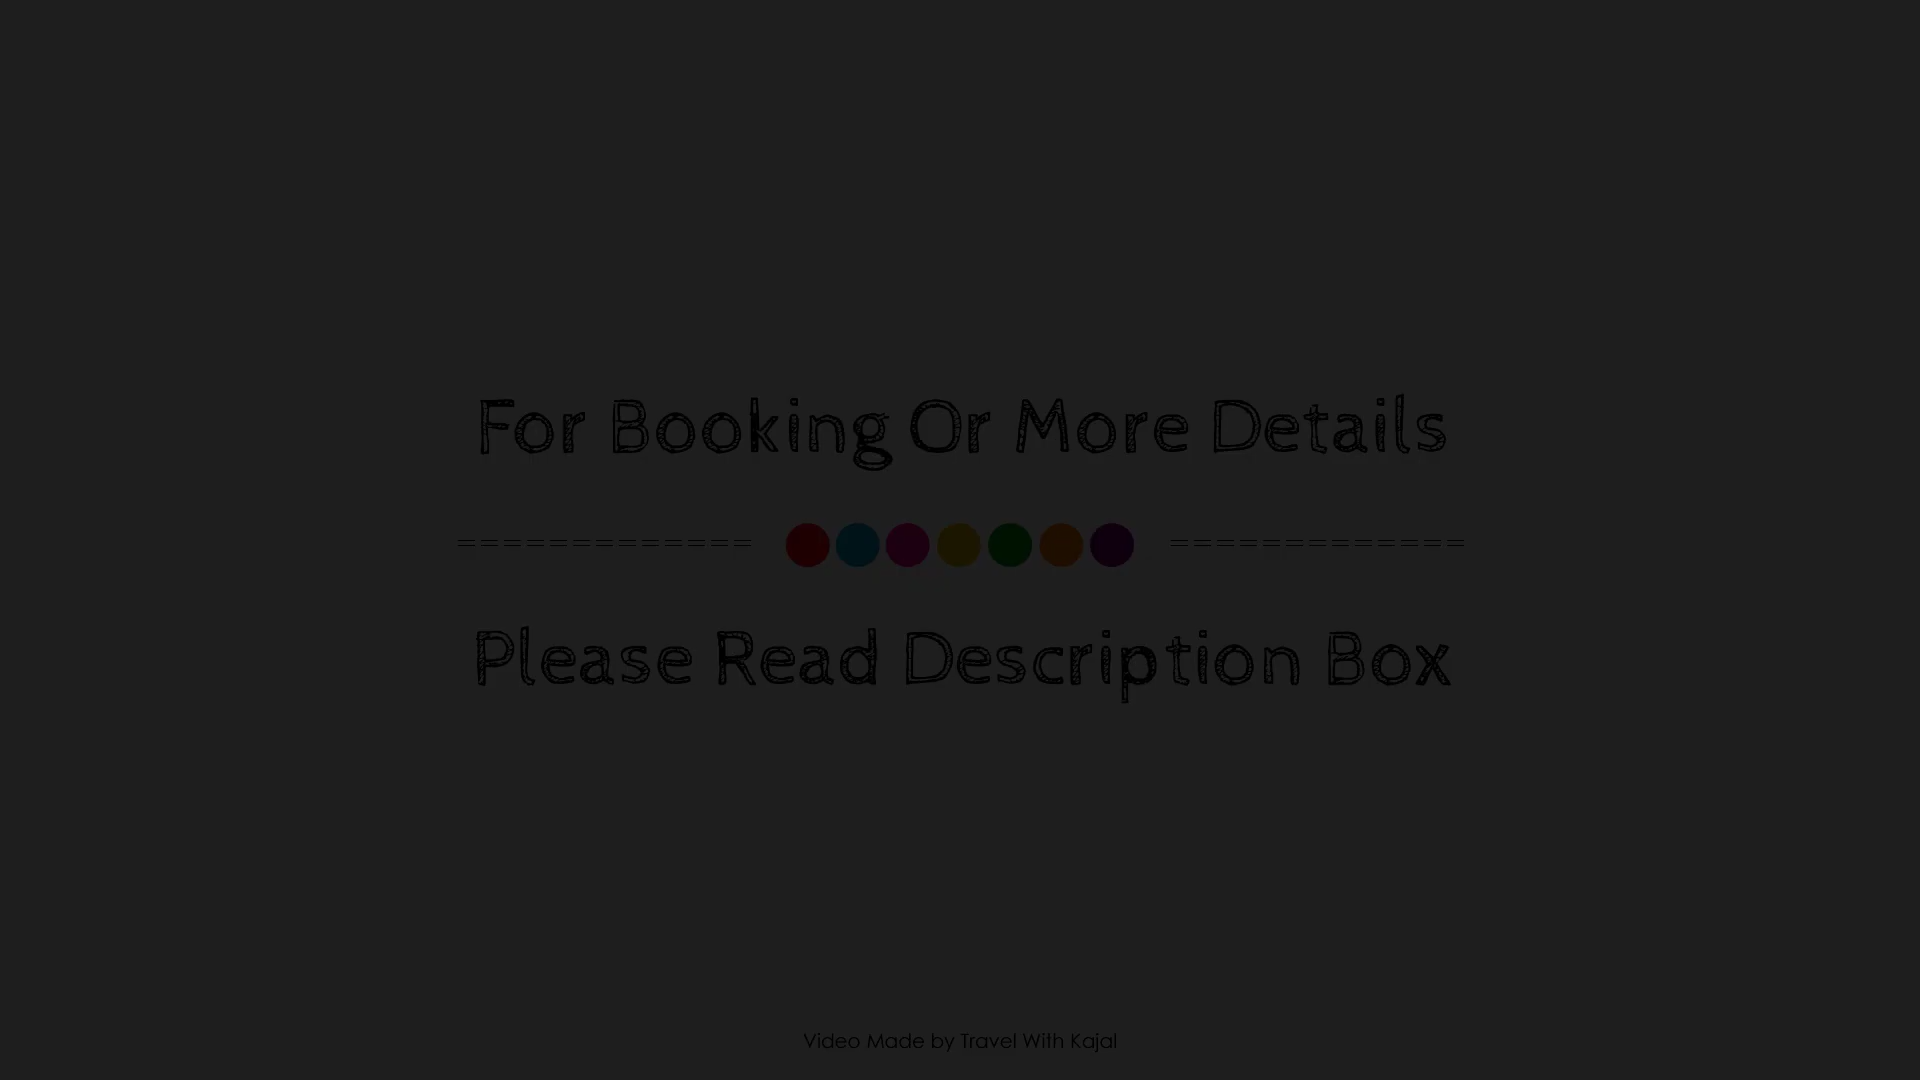 For Booking Or More Details
============= =============
Please Read Description Box
Video Made by Travel With Kajal